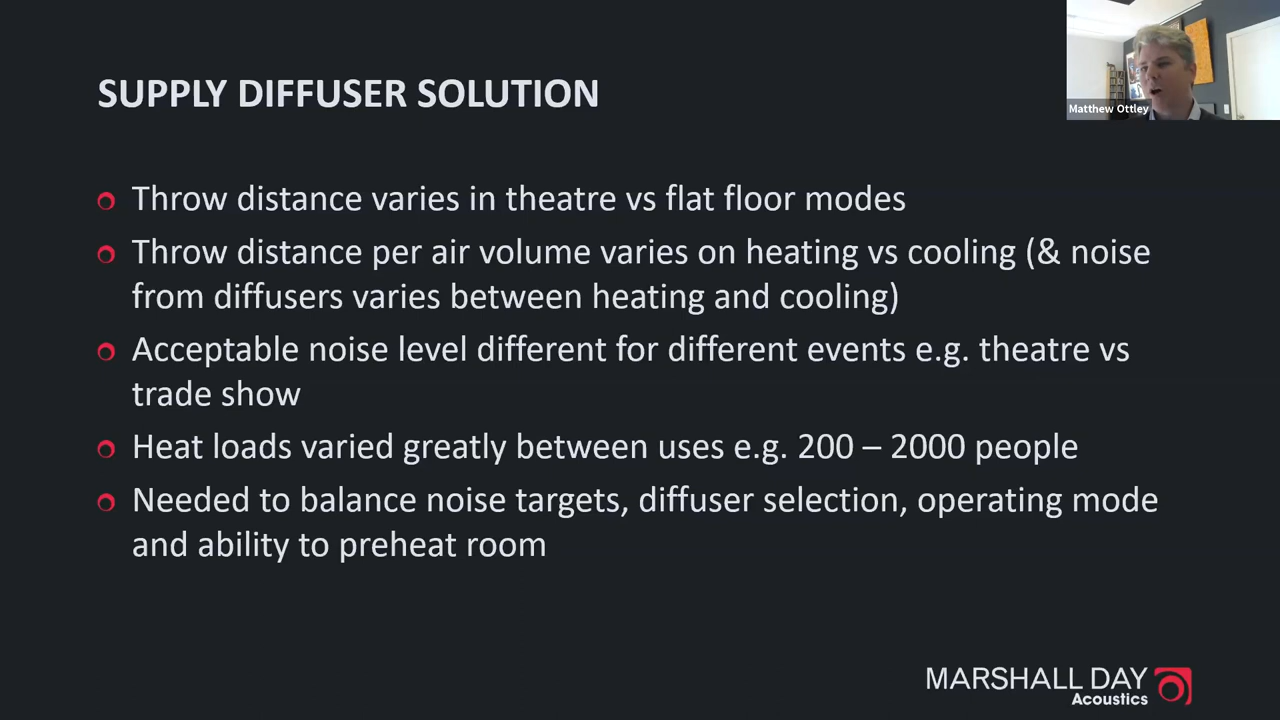 SUPPLY DIFFUSER SOLUTION
Matthew Ottley
Throw distance varies in theatre vs flat floor modes
Throw distance per air volume varies on heating vs cooling (& noise
from diffusers varies between heating and cooling)
Acceptable noise level different for different events e.g. theatre vs
trade show
Heat loads varied greatly between uses e.g. 200 – 2000 people
Needed to balance noise targets, diffuser selection, operating mode
and ability to preheat room
MARSHALL DAY
Acoustics